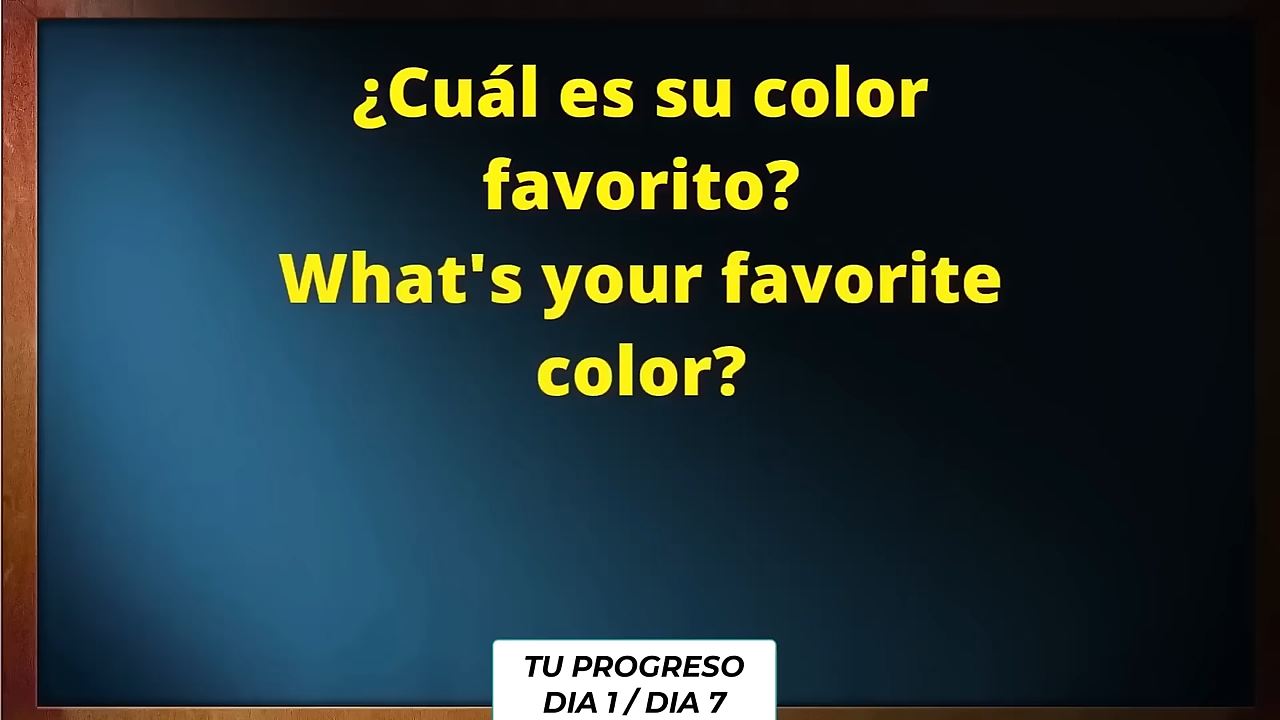 ¿Cuál es su color
favorito?
What's your favorite
color?
TU PROGRESO
DIA 1 / DIA 7